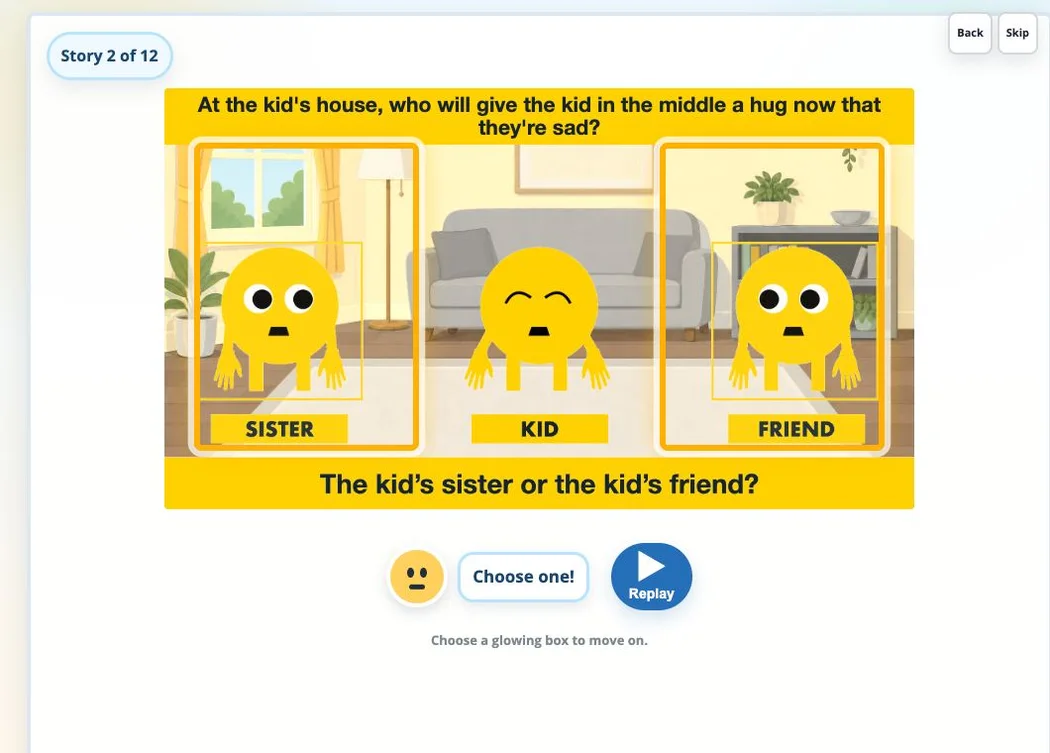 Back
Skip
Story 2 of 12
At the kid's house, who will give the kid in the middle a hug now that
they're sad?
SISTER
KID
FRIEND
The kid’s sister or the kid’s friend?
Choose one!
Replay
Choose a glowing box to move on.